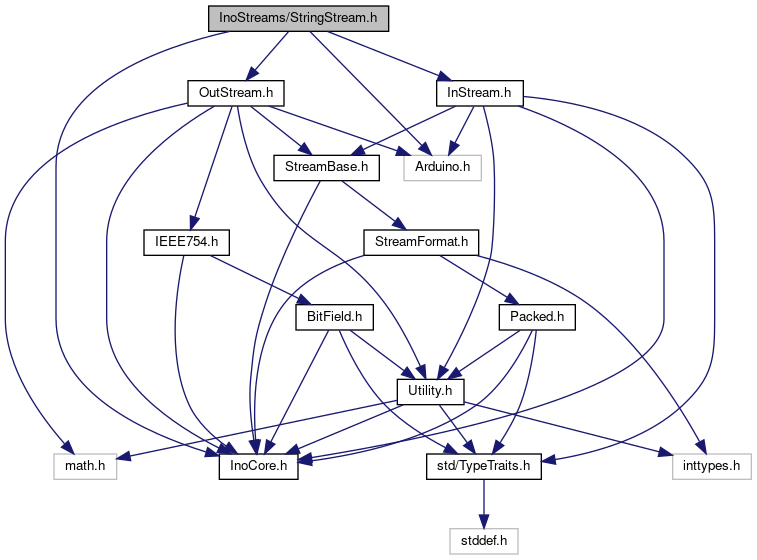 InoStreams/StringStream.h
OutStream.h
InStream.h
StreamBase.h
Arduino.h
IEEE754.h
StreamFormat.h
BitField.h
Packed.h
Utility.h
math.h
InoCore.h
std/TypeTraits.h
inttypes.h
stddef.h